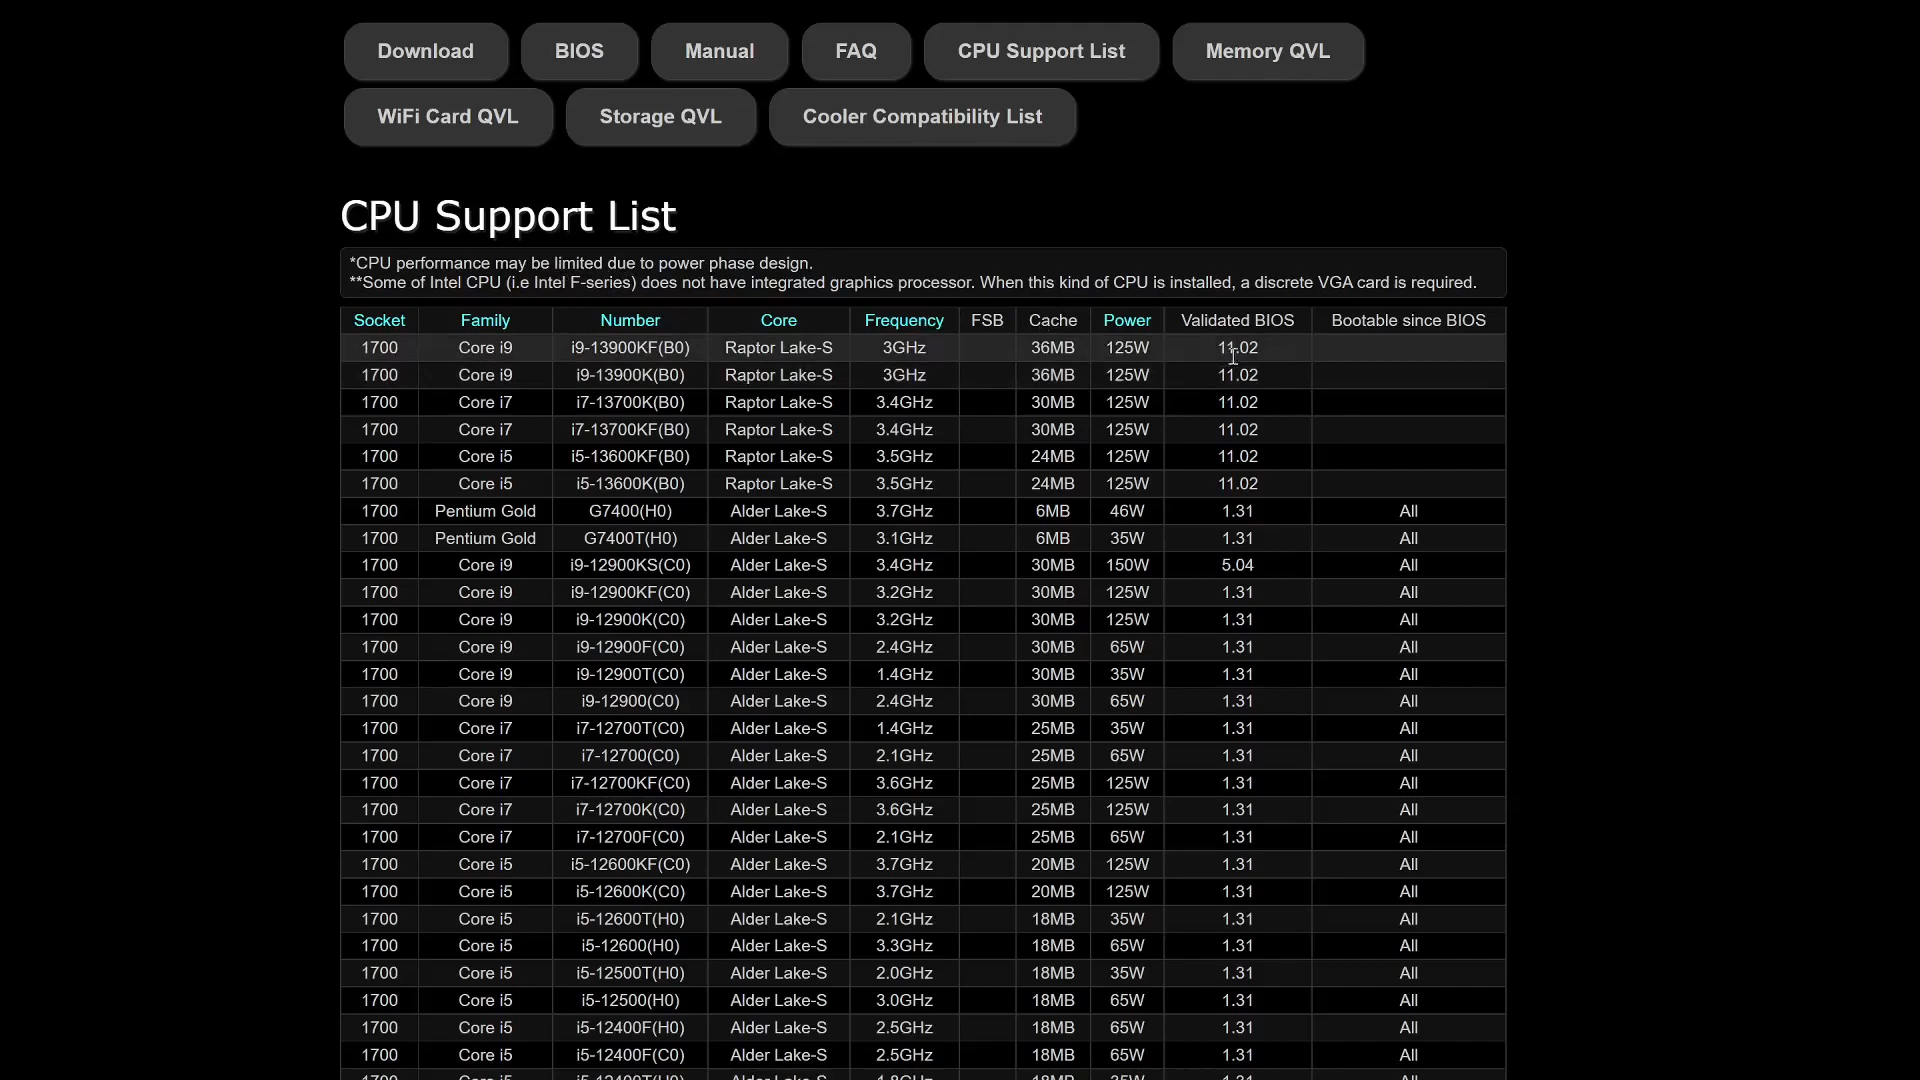 Download BIOS Manual FAQ CPU Support List Memory QVL
WiFi Card QVL Storage QVL Cooler Compatibility List
CPU Support List
*CPU performance may be limited due to power phase design.
**Some of Intel CPU (i.e Intel F-series) does not have integrated graphics processor. When this kind of CPU is installed, a discrete VGA card is required.
Socket Family Number Core Frequency FSB Cache Power Validated BIOS Bootable since BIOS
1700 Core i9 i9-13900KF(B0) Raptor Lake-S 3GHz 36MB 125W 11.02
1700 Core i9 i9-13900K(B0) Raptor Lake-S 3GHz 36MB 125W 11.02
1700 Core i7 i7-13700K(B0) Raptor Lake-S 3.4GHz 30MB 125W 11.02
1700 Core i7 i7-13700KF(B0) Raptor Lake-S 3.4GHz 30MB 125W 11.02
1700 Core i5 i5-13600KF(B0) Raptor Lake-S 3.5GHz 24MB 125W 11.02
1700 Core i5 i5-13600K(B0) Raptor Lake-S 3.5GHz 24MB 125W 11.02
1700 Pentium Gold G7400(H0) Alder Lake-S 3.7GHz 6MB 46W 1.31 All
1700 Pentium Gold G7400T(H0) Alder Lake-S 3.1GHz 6MB 35W 1.31 All
1700 Core i9 i9-12900KS(C0) Alder Lake-S 3.4GHz 30MB 150W 5.04 All
1700 Core i9 i9-12900KF(C0) Alder Lake-S 3.2GHz 30MB 125W 1.31 All
1700 Core i9 i9-12900K(C0) Alder Lake-S 3.2GHz 30MB 125W 1.31 All
1700 Core i9 i9-12900F(C0) Alder Lake-S 2.4GHz 30MB 65W 1.31 All
1700 Core i9 i9-12900T(C0) Alder Lake-S 1.4GHz 30MB 35W 1.31 All
1700 Core i9 i9-12900(C0) Alder Lake-S 2.4GHz 30MB 65W 1.31 All
1700 Core i7 i7-12700T(C0) Alder Lake-S 1.4GHz 25MB 35W 1.31 All
1700 Core i7 i7-12700(C0) Alder Lake-S 2.1GHz 25MB 65W 1.31 All
1700 Core i7 i7-12700KF(C0) Alder Lake-S 3.6GHz 25MB 125W 1.31 All
1700 Core i7 i7-12700K(C0) Alder Lake-S 3.6GHz 25MB 125W 1.31 All
1700 Core i7 i7-12700F(C0) Alder Lake-S 2.1GHz 25MB 65W 1.31 All
1700 Core i5 i5-12600KF(C0) Alder Lake-S 3.7GHz 20MB 125W 1.31 All
1700 Core i5 i5-12600K(C0) Alder Lake-S 3.7GHz 20MB 125W 1.31 All
1700 Core i5 i5-12600T(H0) Alder Lake-S 2.1GHz 18MB 35W 1.31 All
1700 Core i5 i5-12600(H0) Alder Lake-S 3.3GHz 18MB 65W 1.31 All
1700 Core i5 i5-12500T(H0) Alder Lake-S 2.0GHz 18MB 35W 1.31 All
1700 Core i5 i5-12500(H0) Alder Lake-S 3.0GHz 18MB 65W 1.31 All
1700 Core i5 i5-12400F(H0) Alder Lake-S 2.5GHz 18MB 65W 1.31 All
1700 Core i5 i5-12400F(C0) Alder Lake-S 2.5GHz 18MB 65W 1.31 All